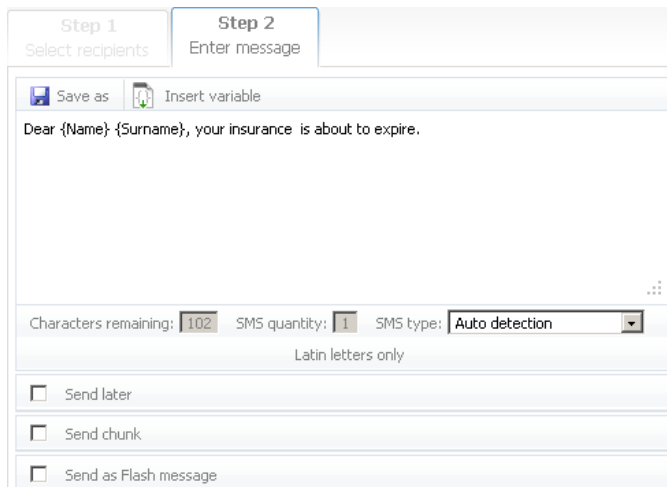 Step 1
Select recipients
Step 2
Enter message
Save as Insert variable
Dear {Name} {Surname}, your insurance  is about to expire.
Characters remaining: 102 SMS quantity: 1 SMS type: Auto detection
Latin letters only
Send later
Send chunk
Send as Flash message